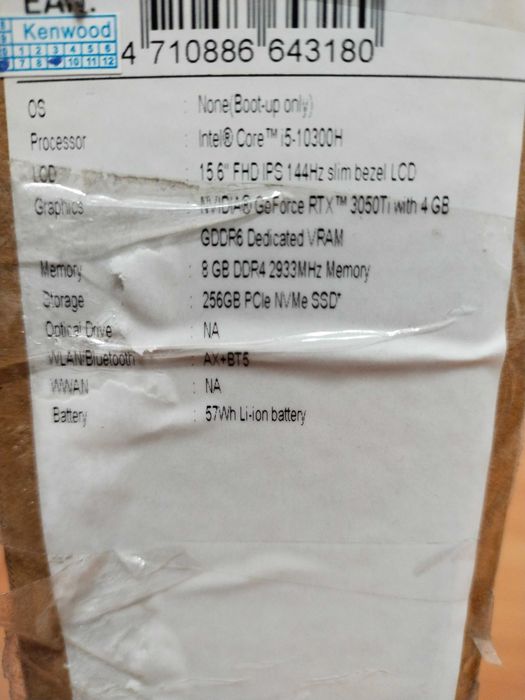 EAN:
Kenwood
1 2 3 4 5 6
7 8 10 11 12
4 710886 643180
OS : None(Boot-up only)
Processor : Intel® Core™ i5-10300H
LCD : 15.6" FHD IPS 144Hz slim bezel LCD
Graphics : NVIDIA® GeForce RTX™ 3050Ti with 4 GB
GDDR6 Dedicated VRAM
Memory : 8 GB DDR4 2933MHz Memory
Storage : 256GB PCIe NVMe SSD*
Optical Drive : NA
WLAN/Bluetooth : AX+BT5
WWAN : NA
Battery : 57Wh Li-ion battery